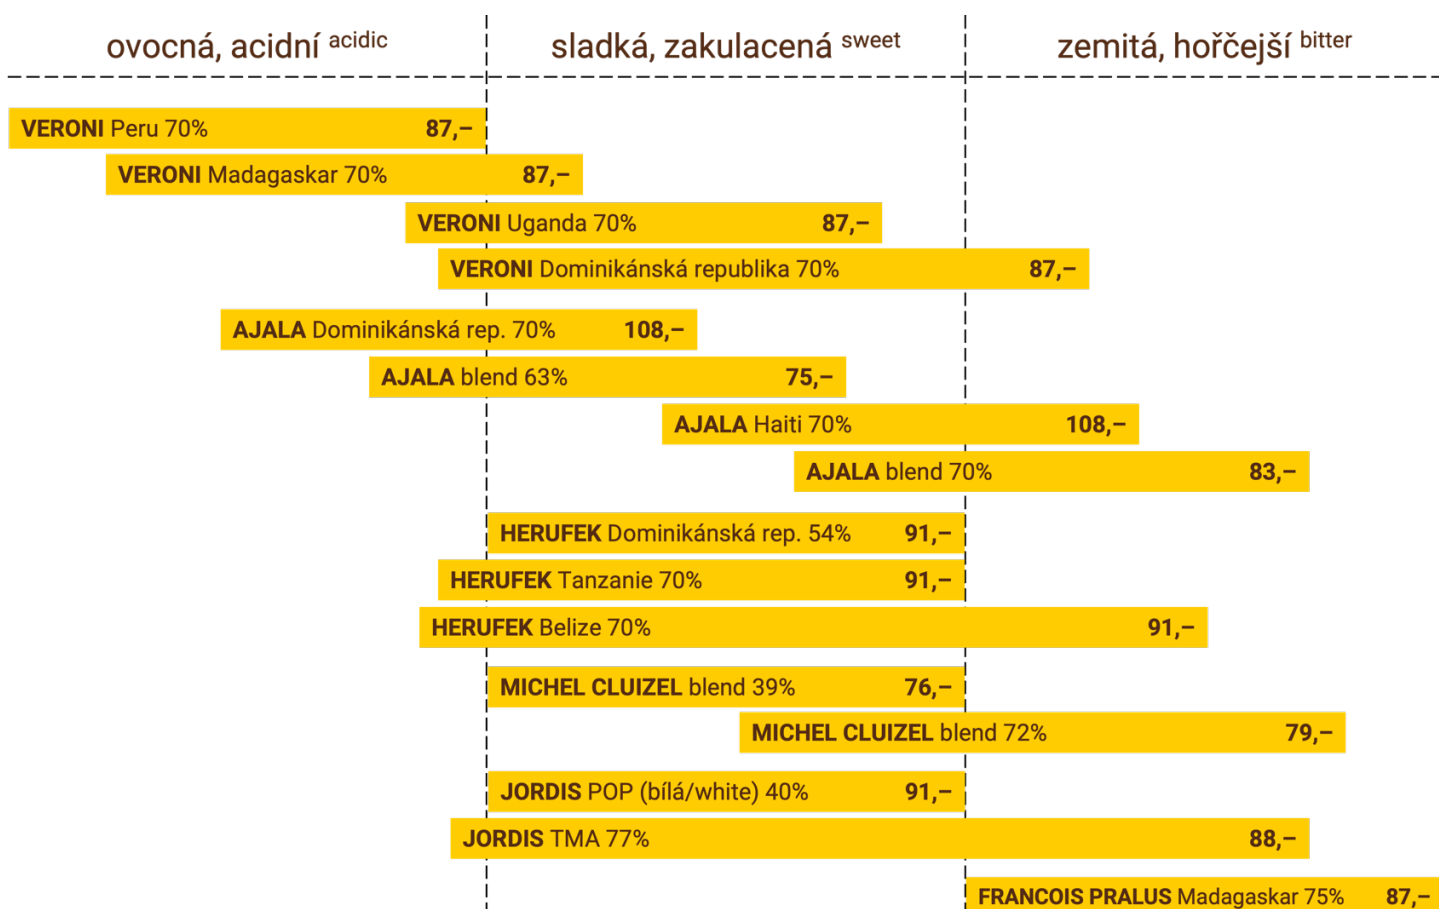 ovocná, acidní acidic sladká, zakulacená sweet zemitá, hořčejší bitter
VERONI Peru 70% 87,–
VERONI Madagaskar 70% 87,–
VERONI Uganda 70% 87,–
VERONI Dominikánská republika 70% 87,–
AJALA Dominikánská rep. 70% 108,–
AJALA blend 63% 75,–
AJALA Haiti 70% 108,–
AJALA blend 70% 83,–
HERUFEK Dominikánská rep. 54% 91,–
HERUFEK Tanzanie 70% 91,–
HERUFEK Belize 70% 91,–
MICHEL CLUIZEL blend 39% 76,–
MICHEL CLUIZEL blend 72% 79,–
JORDIS POP (bílá/white) 40% 91,–
JORDIS TMA 77% 88,–
FRANCOIS PRALUS Madagaskar 75% 87,–